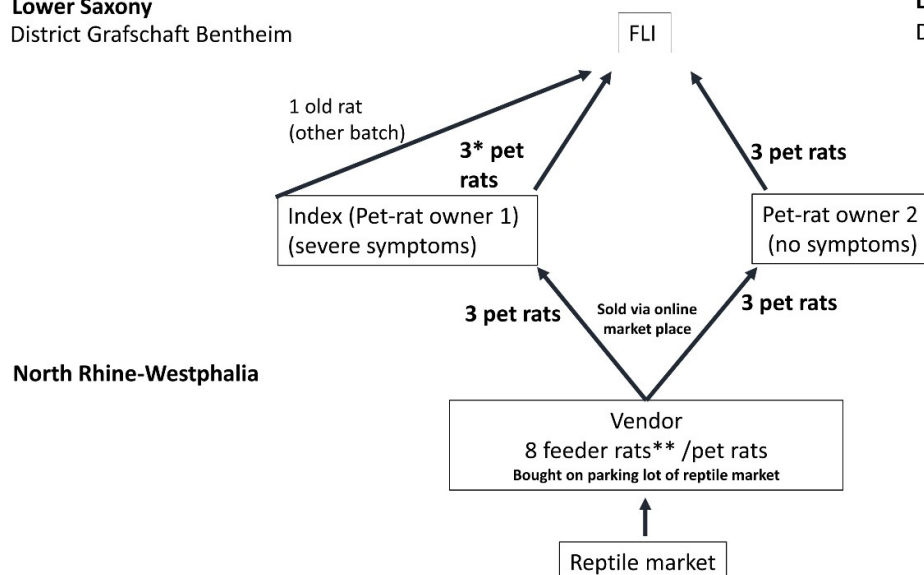 Lower Saxony
District Grafschaft Bentheim
FLI
1 old rat
(other batch)
3* pet
rats
3 pet rats
Index (Pet-rat owner 1)
(severe symptoms)
Pet-rat owner 2
(no symptoms)
3 pet rats
Sold via online
market place
3 pet rats
North Rhine-Westphalia
Vendor
8 feeder rats** /pet rats
Bought on parking lot of reptile market
Reptile market